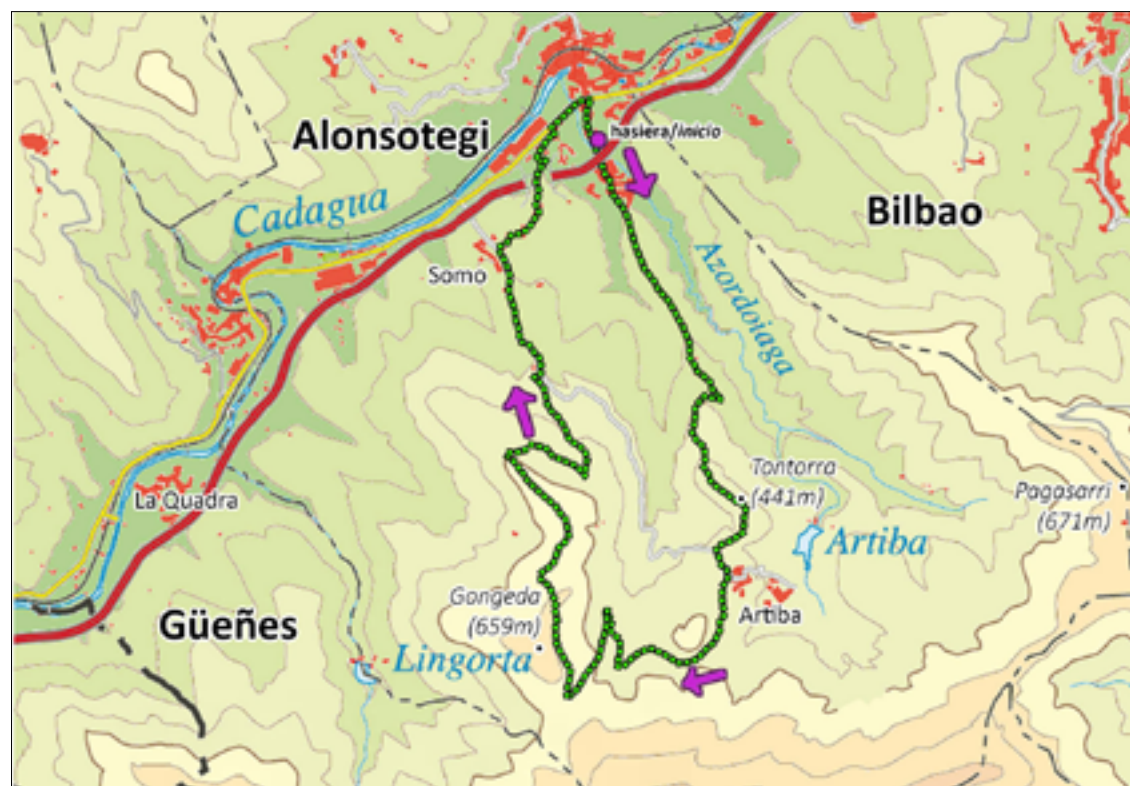 Alonsotegi
hasiera/inicio
Cadagua
Bilbao
Azordoiaga
Somo
La Quadra
Tontorra
(441m)
Pagasarri
(671m)
Artiba
Gongeda
(659m)
Artiba
Güeñes
Lingorta